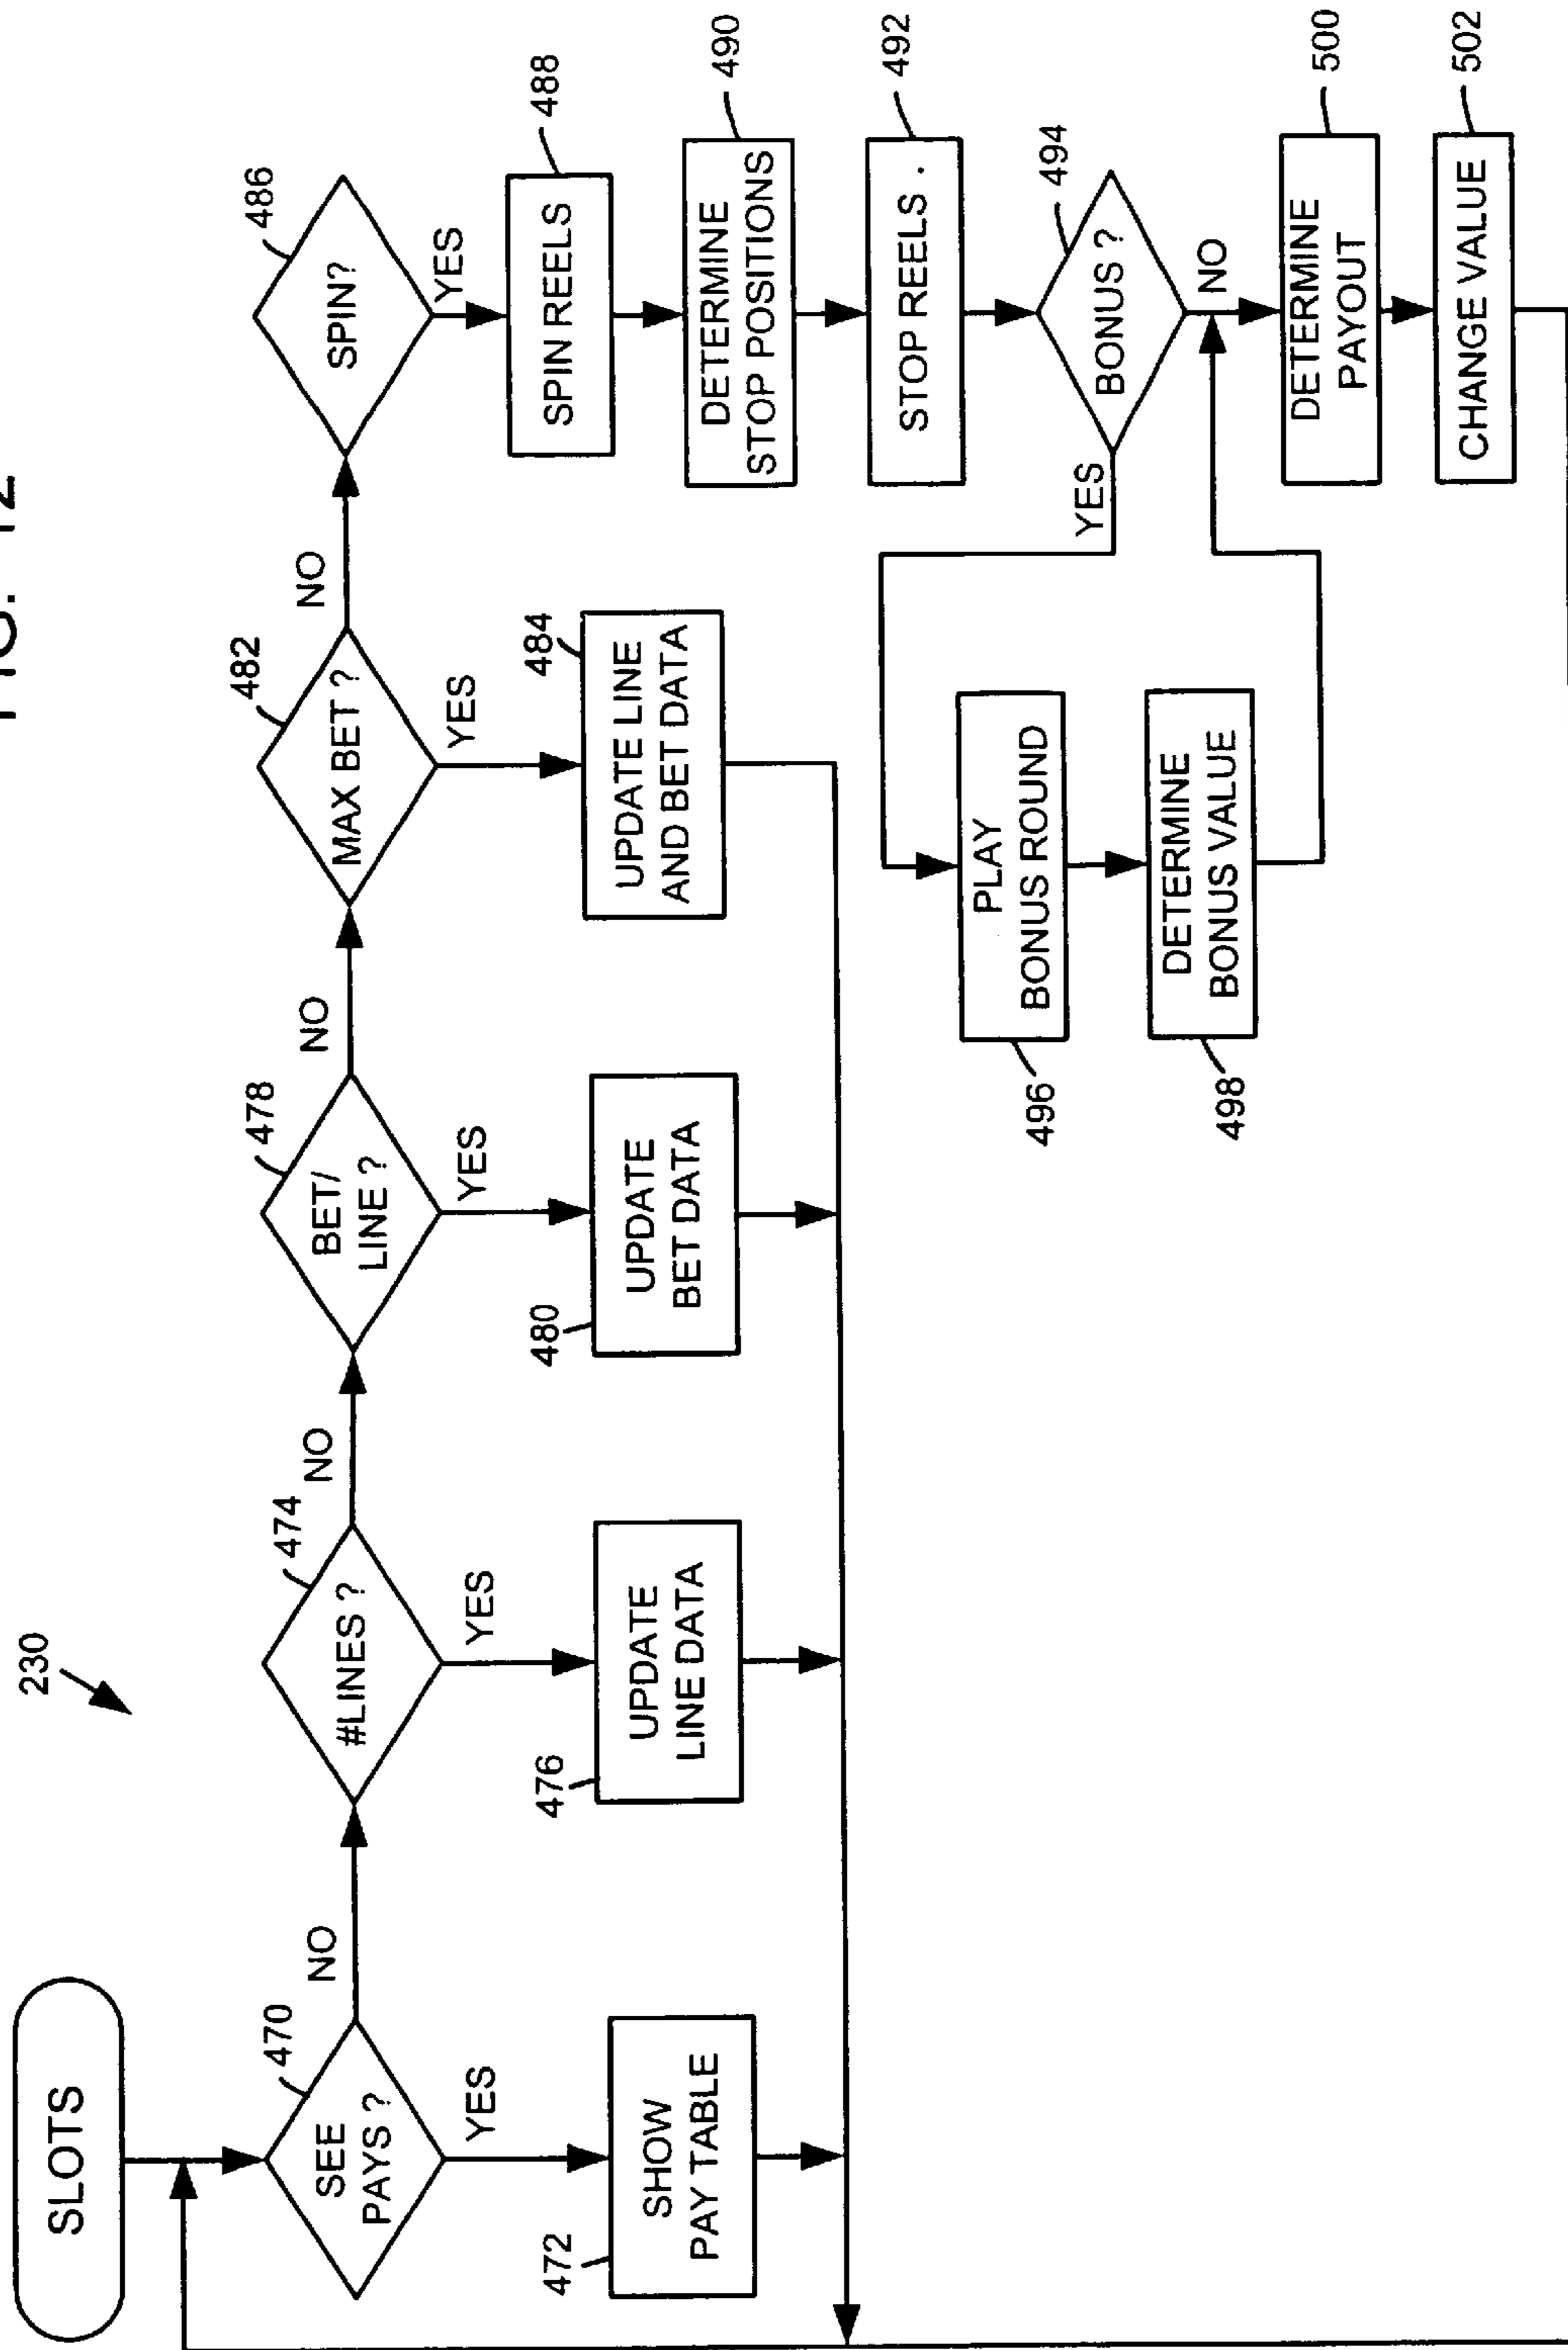 230
SLOTS
470
SEE
PAYS ?
NO
YES
472
SHOW
PAY TABLE
474
#LINES ?
NO
YES
476
UPDATE
LINE DATA
478
BET/
LINE ?
NO
YES
480
UPDATE
BET DATA
482
MAX BET ?
NO
YES
484
UPDATE LINE
AND BET DATA
486
SPIN?
YES
488
SPIN REELS
490
DETERMINE
STOP POSITIONS
492
STOP REELS .
494
BONUS ?
YES
NO
496
PLAY
BONUS ROUND
498
DETERMINE
BONUS VALUE
500
DETERMINE
PAYOUT
502
CHANGE VALUE